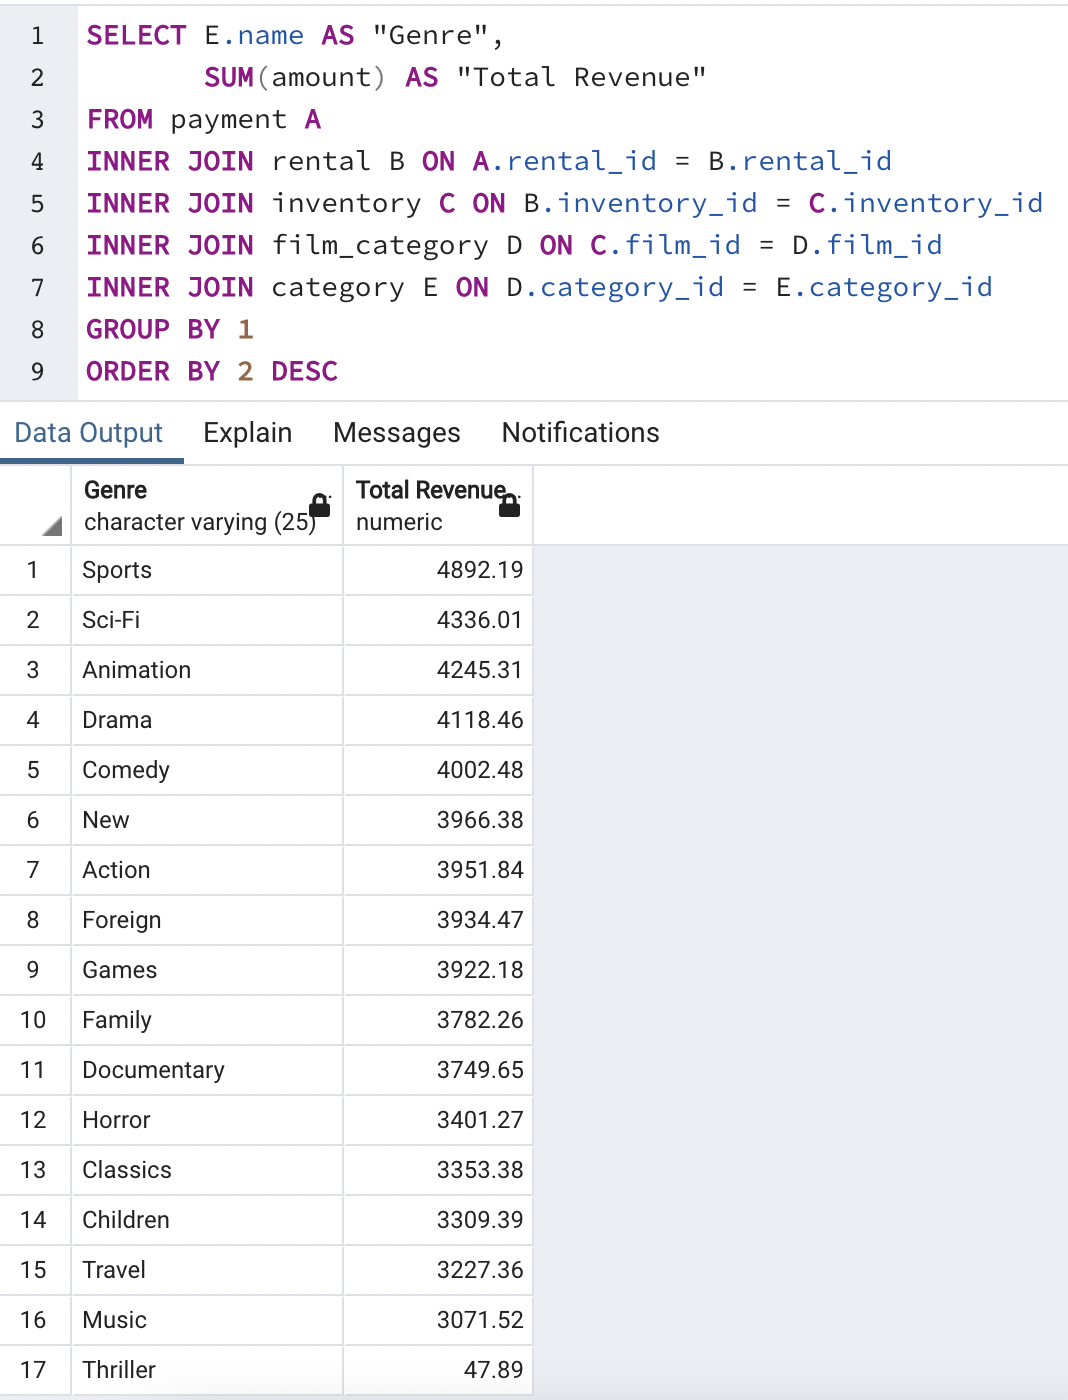 1 SELECT E.name AS "Genre",
2 SUM(amount) AS "Total Revenue"
3 FROM payment A
4 INNER JOIN rental B ON A.rental_id = B.rental_id
5 INNER JOIN inventory C ON B.inventory_id = C.inventory_id
6 INNER JOIN film_category D ON C.film_id = D.film_id
7 INNER JOIN category E ON D.category_id = E.category_id
8 GROUP BY 1
9 ORDER BY 2 DESC
Data Output Explain Messages Notifications
Genre Total Revenue
character varying (25) numeric
1 Sports 4892.19
2 Sci-Fi 4336.01
3 Animation 4245.31
4 Drama 4118.46
5 Comedy 4002.48
6 New 3966.38
7 Action 3951.84
8 Foreign 3934.47
9 Games 3922.18
10 Family 3782.26
11 Documentary 3749.65
12 Horror 3401.27
13 Classics 3353.38
14 Children 3309.39
15 Travel 3227.36
16 Music 3071.52
17 Thriller 47.89